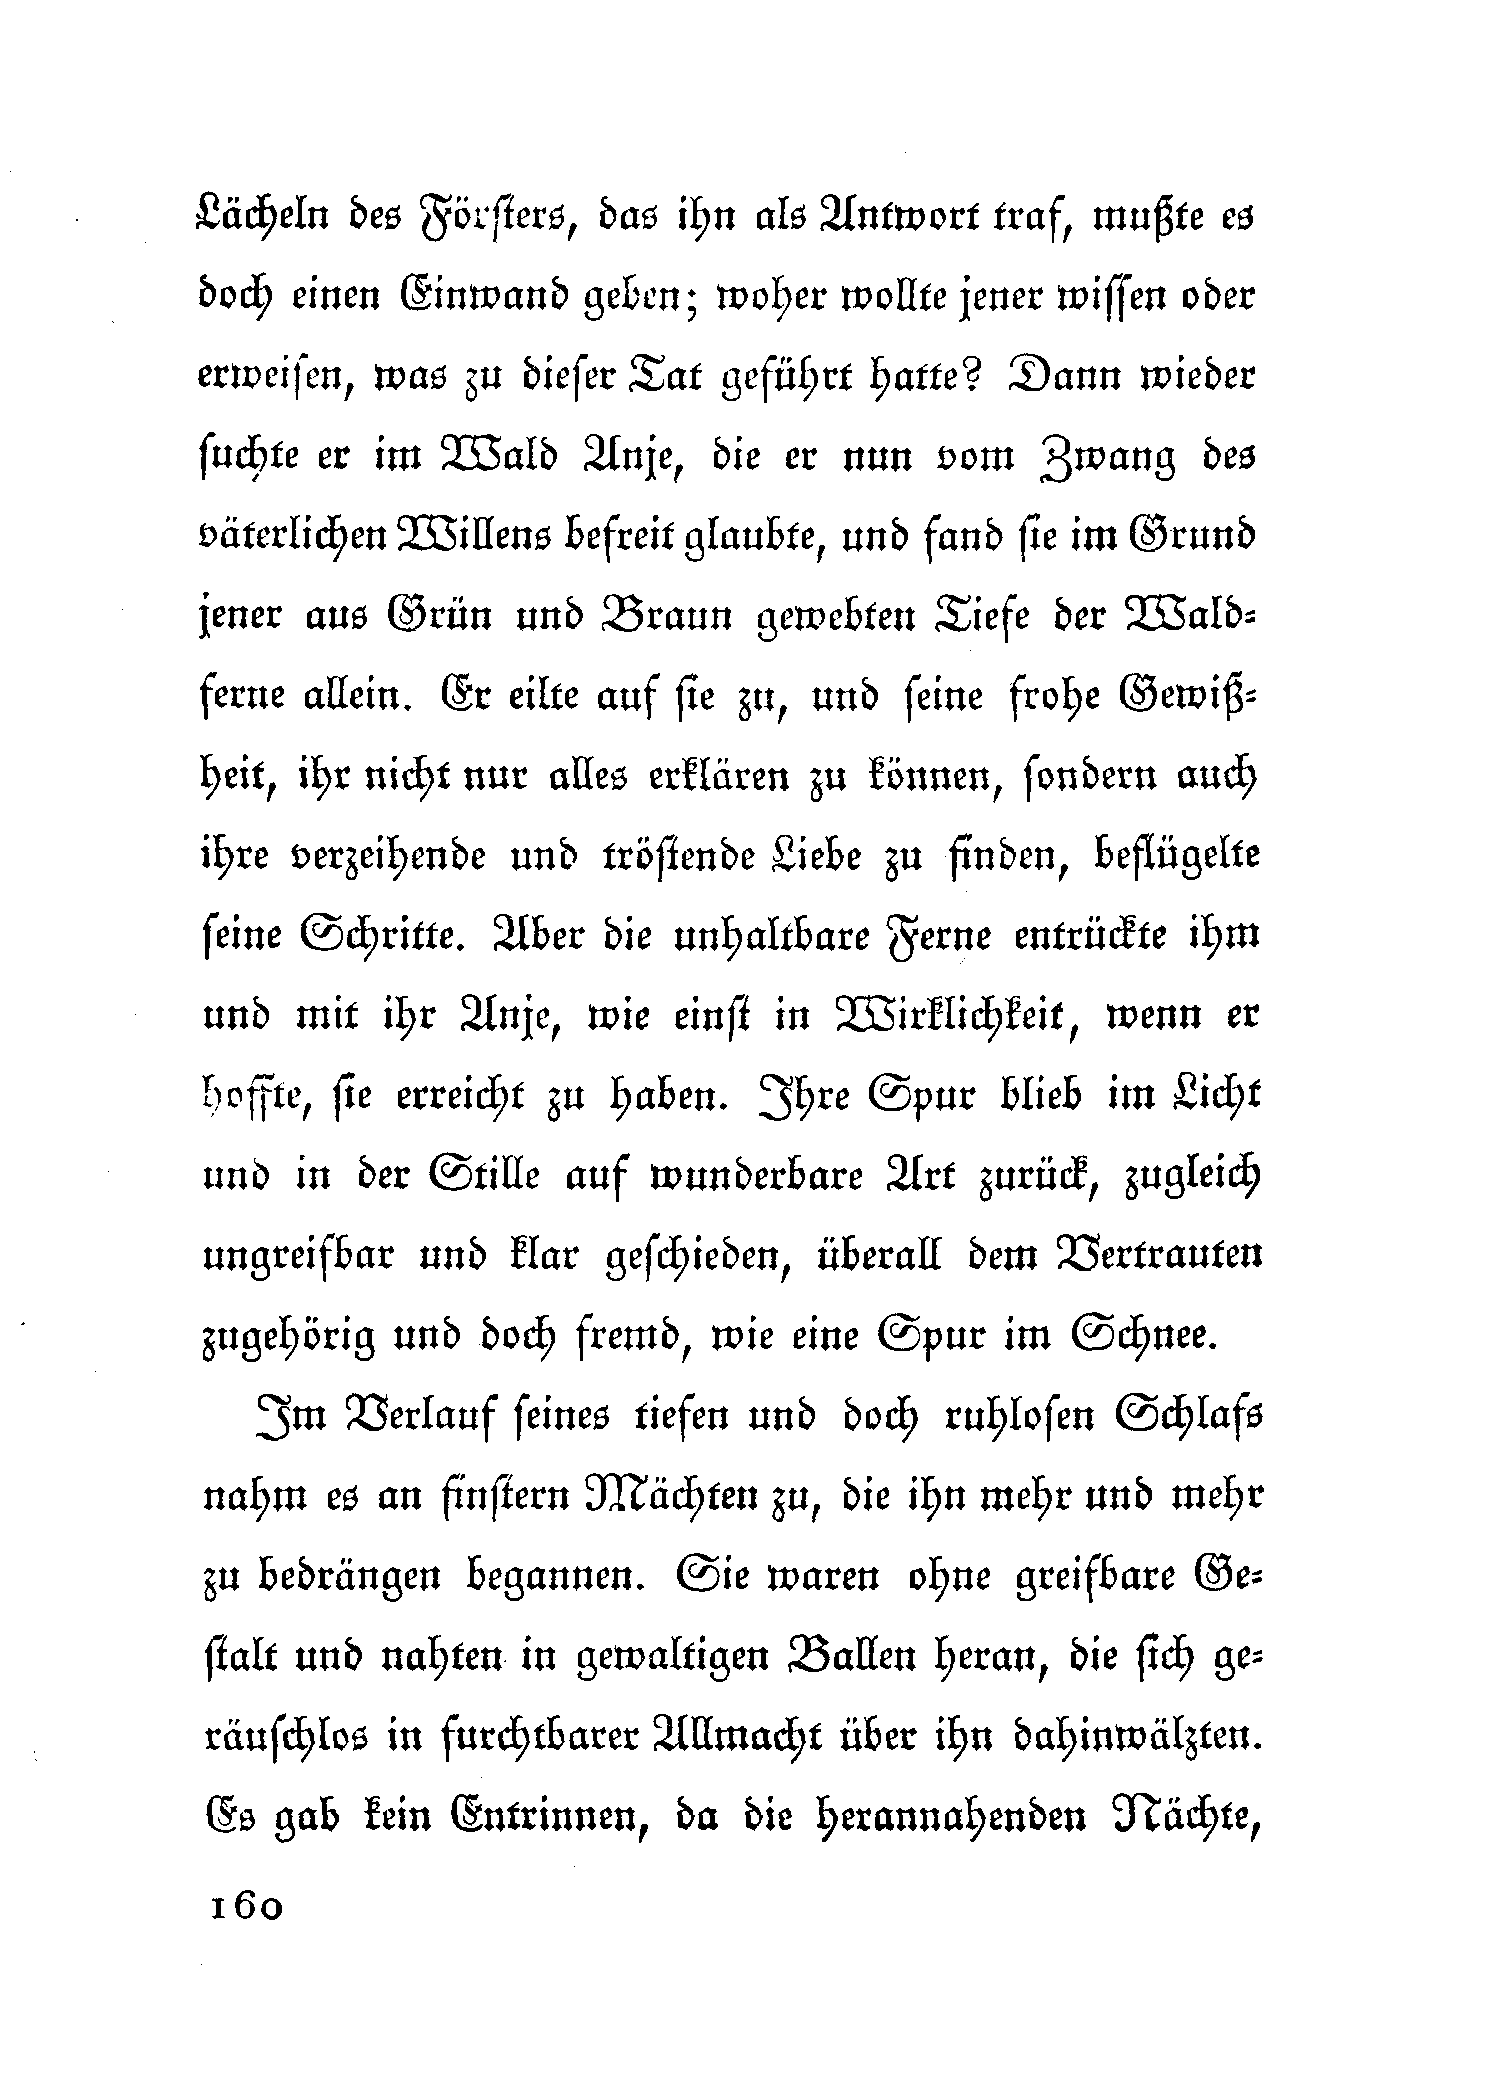 Lächeln des Försters, das ihn als Antwort traf, mußte es
doch einen Einwand geben; woher wollte jener wissen oder
erweisen, was zu dieser Tat geführt hatte? Dann wieder
suchte er im Wald Anje, die er nun vom Zwang des
väterlichen Willens befreit glaubte, und fand sie im Grund
jener aus Grün und Braun gewebten Tiefe der Wald-
ferne allein. Er eilte auf sie zu, und seine frohe Gewiß-
heit, ihr nicht nur alles erklären zu können, sondern auch
ihre verzeihende und tröstende Liebe zu finden, beflügelte
seine Schritte. Aber die unhaltbare Ferne entrückte ihm
und mit ihr Anje, wie einst in Wirklichkeit, wenn er
hoffte, sie erreicht zu haben. Ihre Spur blieb im Licht
und in der Stille auf wunderbare Art zurück, zugleich
ungreifbar und klar geschieden, überall dem Vertrauten
zugehörig und doch fremd, wie eine Spur im Schnee.
Im Verlauf seines tiefen und doch ruhlosen Schlafs
nahm es an finstern Mächten zu, die ihn mehr und mehr
zu bedrängen begannen. Sie waren ohne greifbare Ge-
stalt und nahten in gewaltigen Ballen heran, die sich ge-
räuschlos in furchtbarer Allmacht über ihn dahinwälzten.
Es gab kein Entrinnen, da die herannahenden Nächte,
160